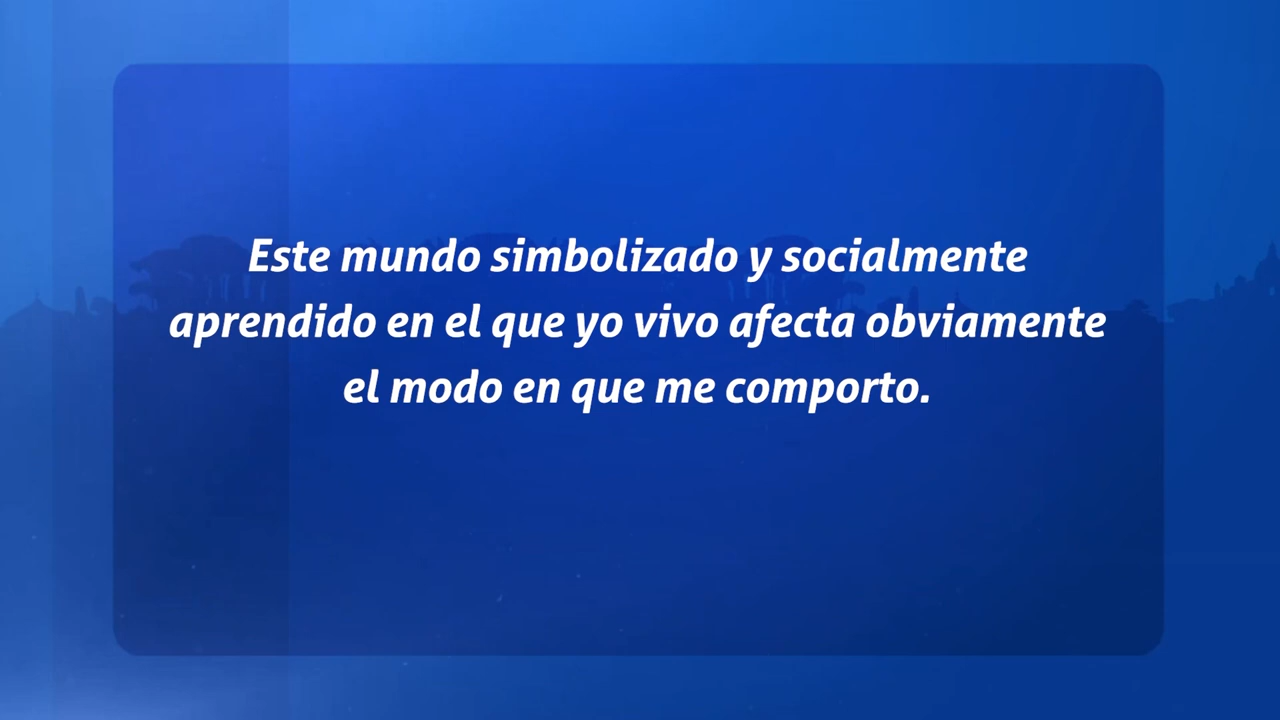 Este mundo simbolizado y socialmente
aprendido en el que yo vivo afecta obviamente
el modo en que me comporto.